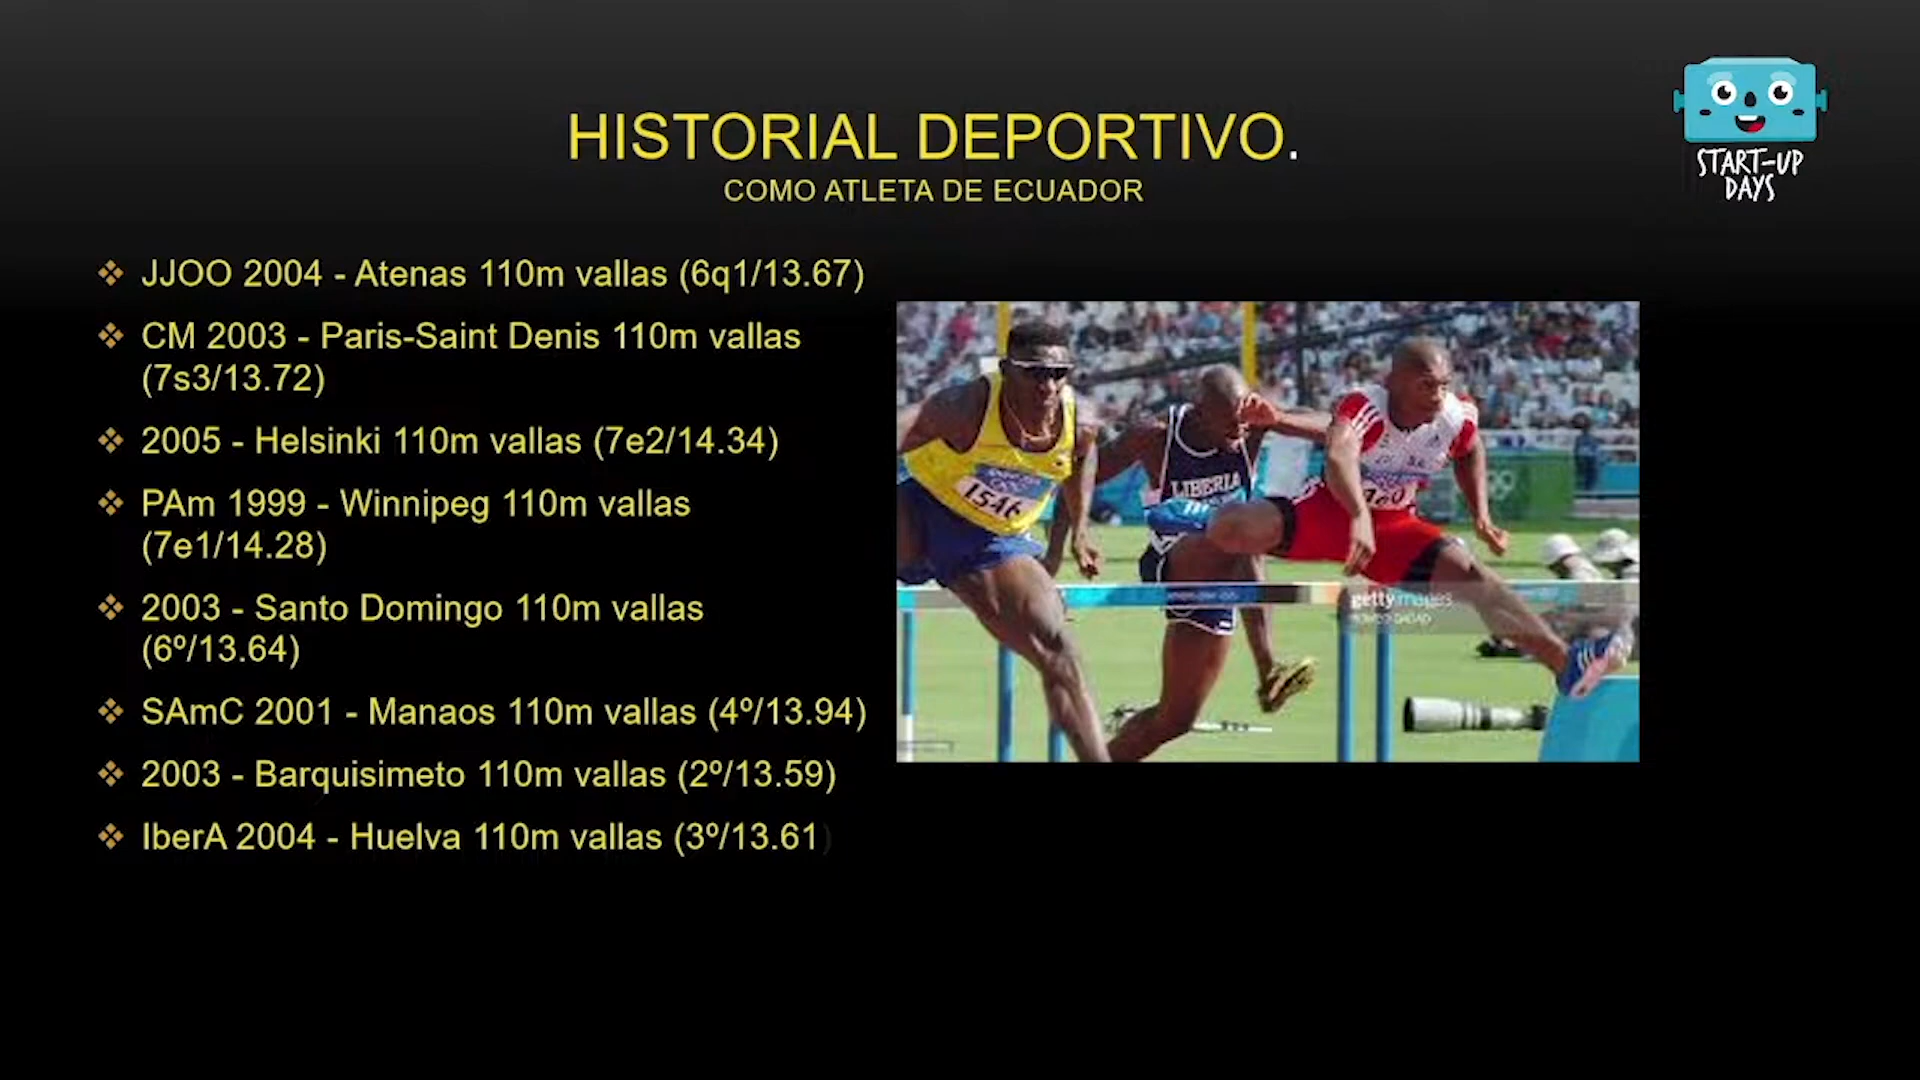 HISTORIAL DEPORTIVO.
COMO ATLETA DE ECUADOR
START-UP
DAYS
JJOO 2004 - Atenas 110m vallas (6q1/13.67)
CM 2003 - Paris-Saint Denis 110m vallas
(7s3/13.72)
2005 - Helsinki 110m vallas (7e2/14.34)
PAm 1999 - Winnipeg 110m vallas
(7e1/14.28)
2003 - Santo Domingo 110m vallas
(6º/13.64)
SAmC 2001 - Manaos 110m vallas (4º/13.94)
2003 - Barquisimeto 110m vallas (2º/13.59)
IberA 2004 - Huelva 110m vallas (3º/13.61)
1546
LIBERIA
gettyimages